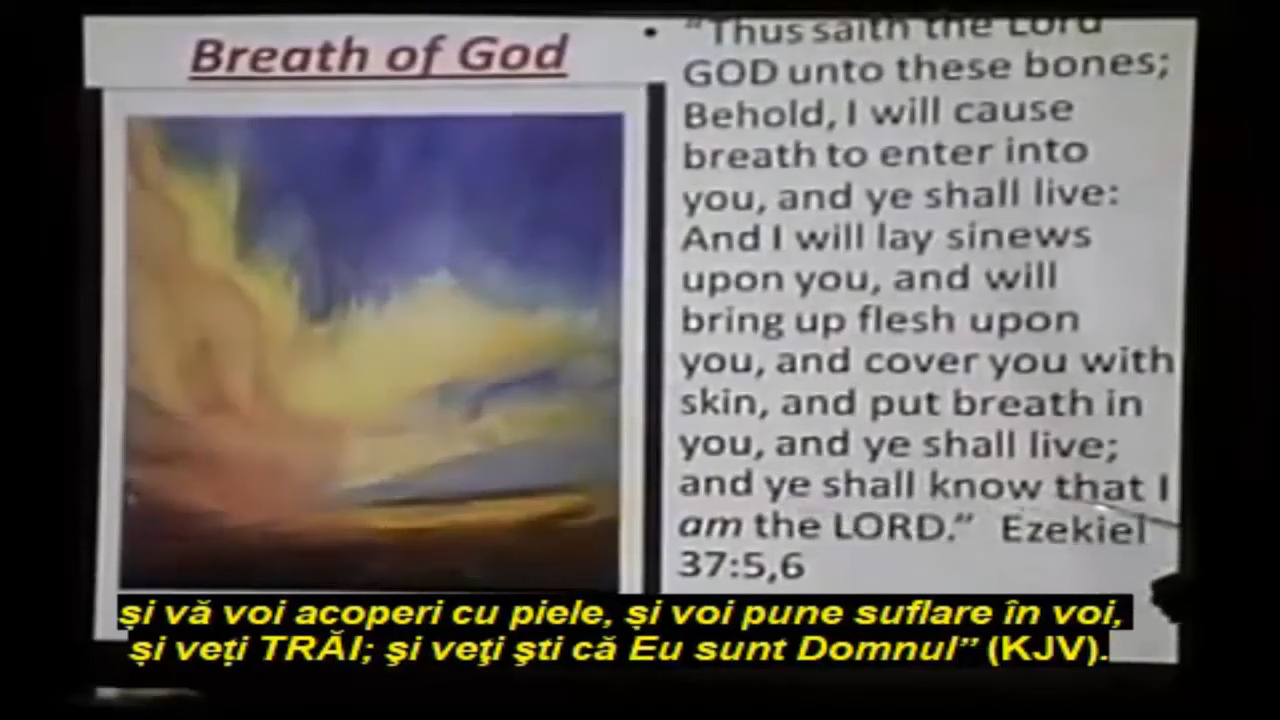 Breath of God
• “Thus saith the Lord
GOD unto these bones;
Behold, I will cause
breath to enter into
you, and ye shall live:
And I will lay sinews
upon you, and will
bring up flesh upon
you, and cover you with
skin, and put breath in
you, and ye shall live;
and ye shall know that I
am the LORD.” Ezekiel
37:5,6
și vă voi acoperi cu piele, și voi pune suflare în voi,
și veți TRĂI; şi veţi şti că Eu sunt Domnul” (KJV).